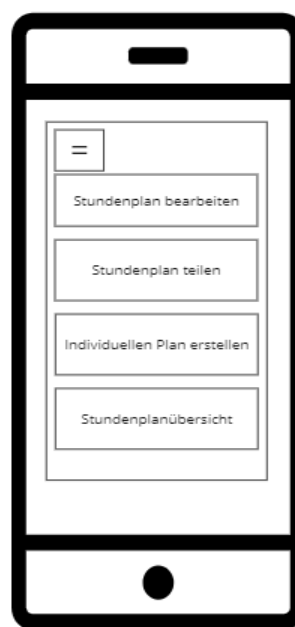 =
Stundenplan bearbeiten
Stundenplan teilen
Individuellen Plan erstellen
Stundenplanübersicht